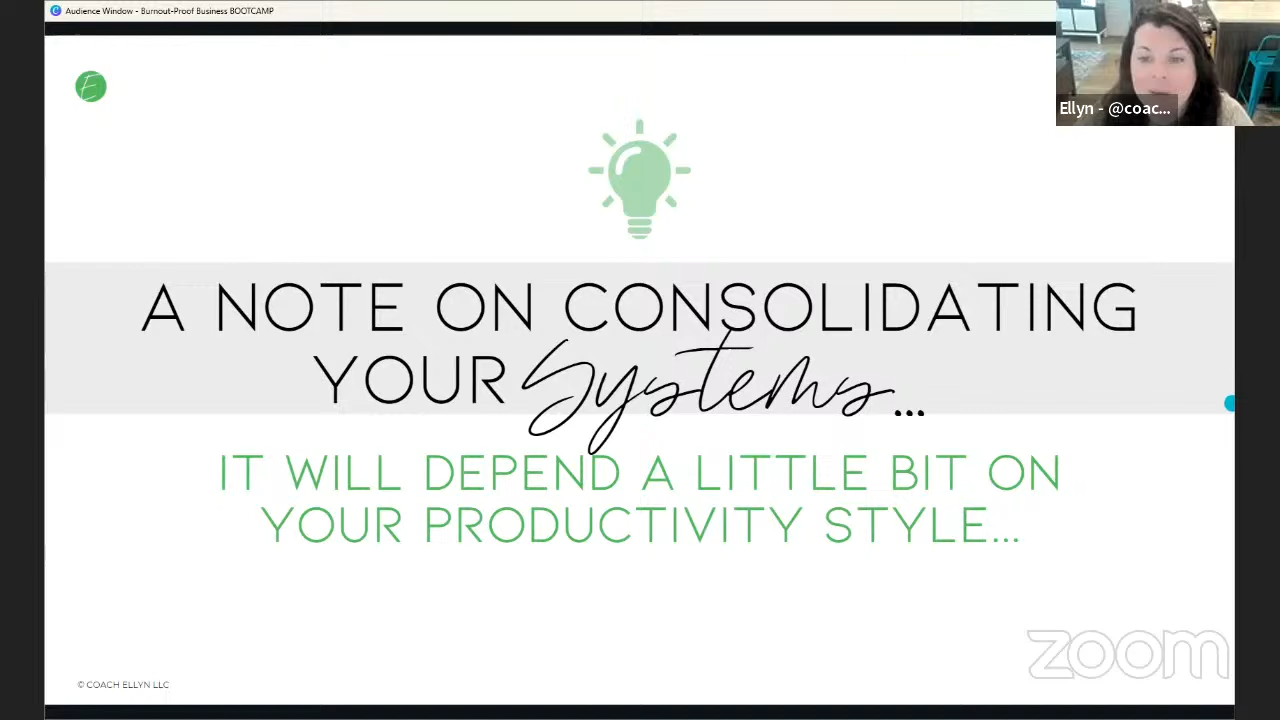 Audience Window - Burnout-Proof Business BOOTCAMP
E
Ellyn - @coac...
A NOTE ON CONSOLIDATING
YOUR Systems...
IT WILL DEPEND A LITTLE BIT ON
YOUR PRODUCTIVITY STYLE...
zoom
© COACH ELLYN LLC